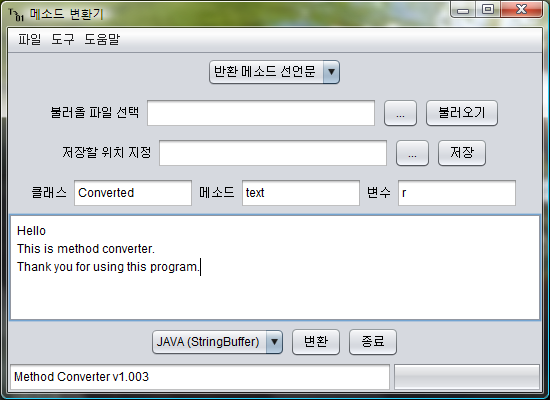 메소드 변환기
파일 도구 도움말
반환 메소드 선언문
불러올 파일 선택 ... 불러오기
저장할 위치 지정 ... 저장
클래스 Converted 메소드 text 변수 r
Hello
This is method converter.
Thank you for using this program.
JAVA (StringBuffer) 변환 종료
Method Converter v1.003